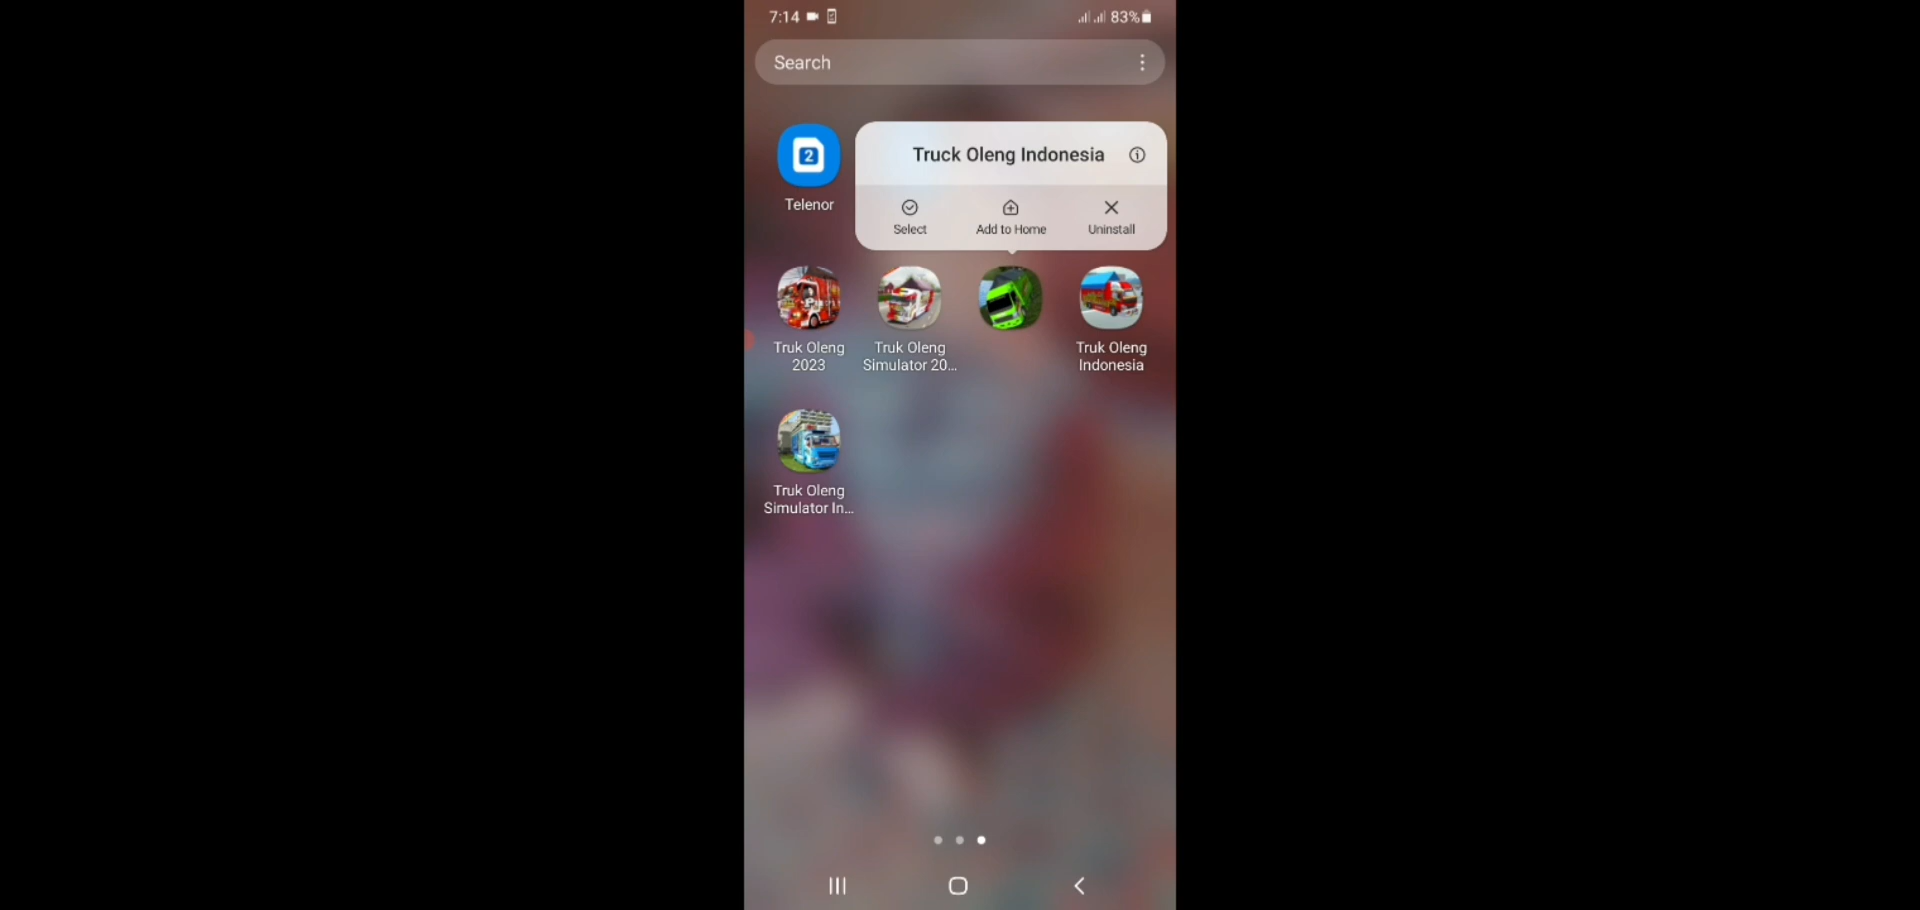 7:14
83%
Search
Truck Oleng Indonesia
Select
Add to Home
Uninstall
2
Telenor
Truk Oleng
2023
Truk Oleng
Simulator 20...
Truk Oleng
Indonesia
Truk Oleng
Simulator In...